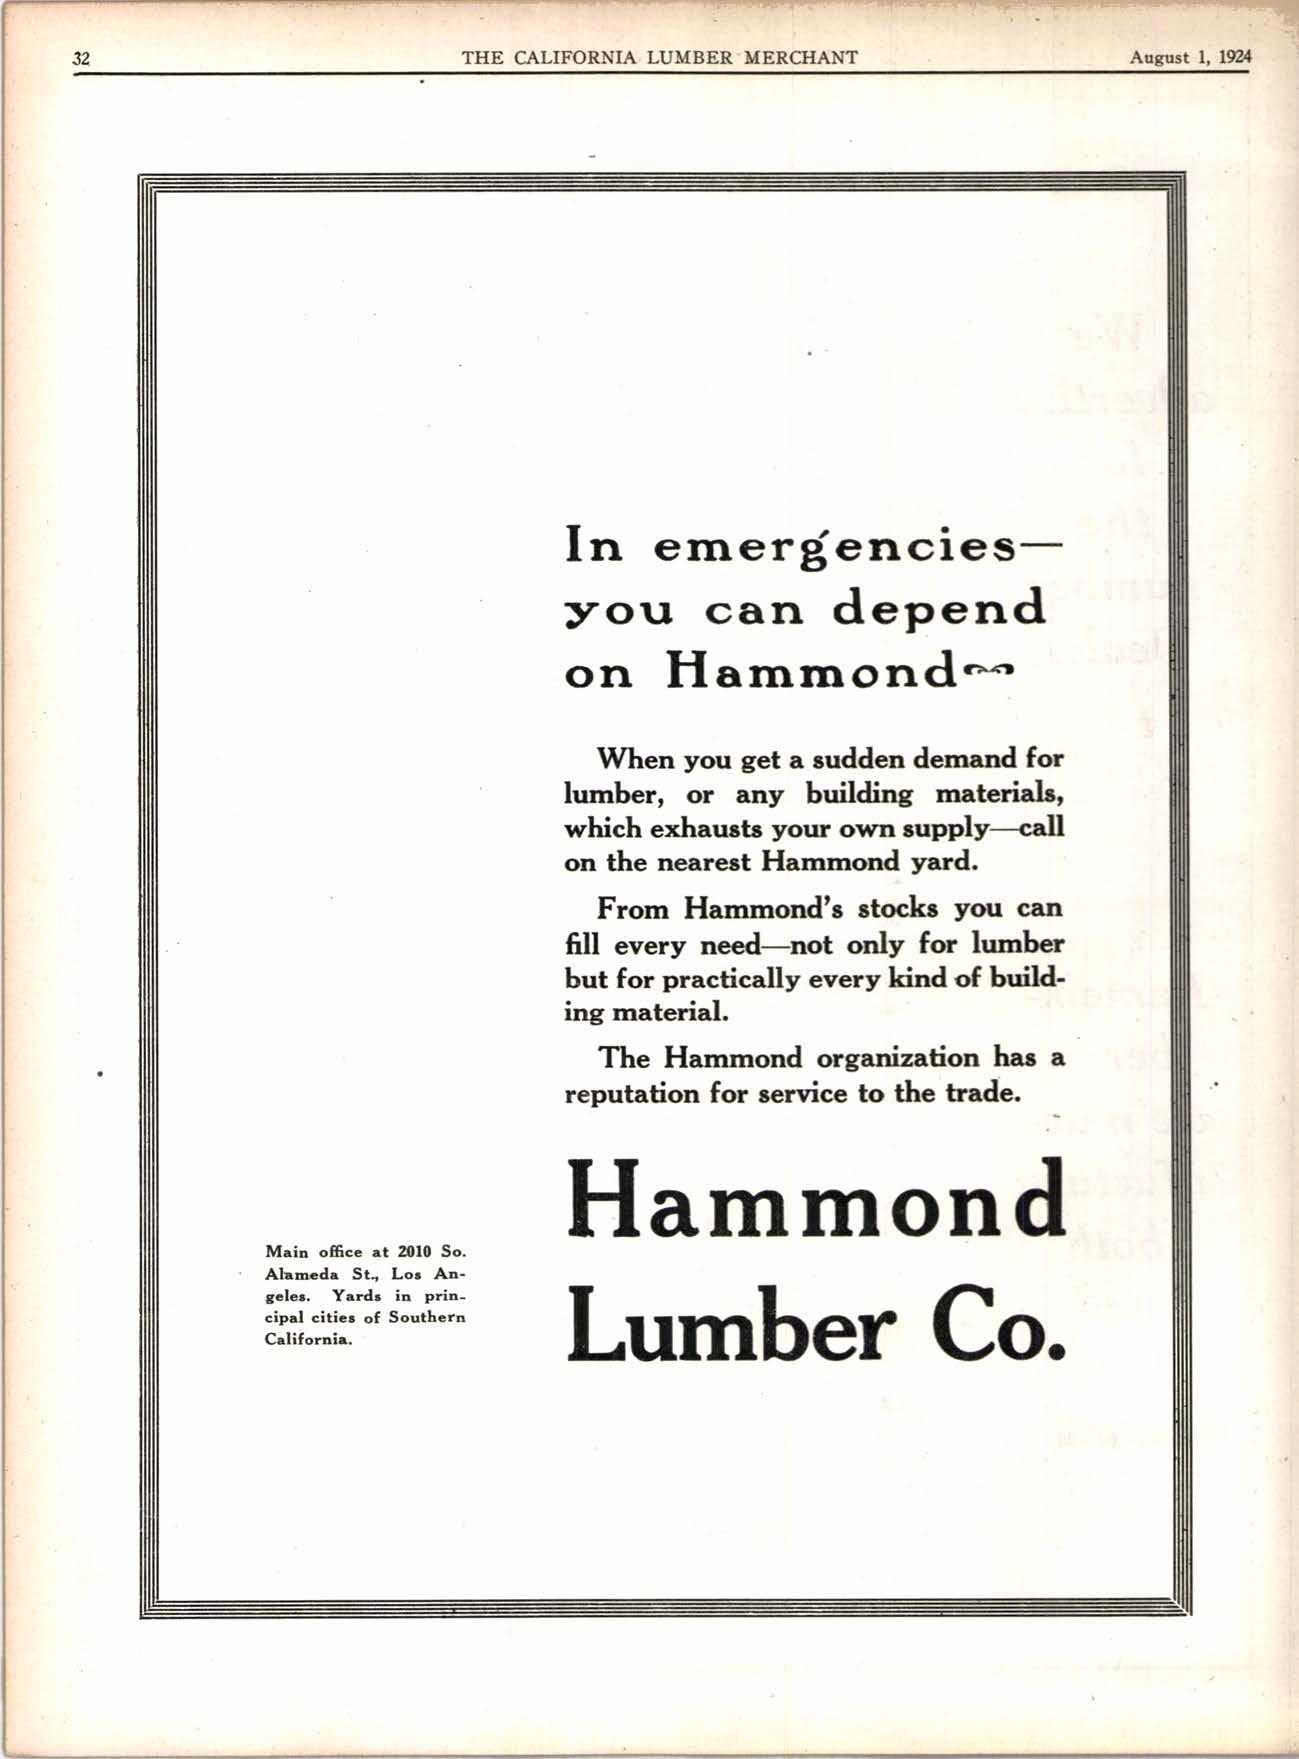 32 THE CALIFORNIA LUMBER MERCHANT August 1, 1924
In emergencies—
you can depend
on Hammond
When you get a sudden demand for
lumber, or any building materials,
which exhausts your own supply—call
on the nearest Hammond yard.
From Hammond's stocks you can
fill every need—not only for lumber
but for practically every kind of build-
ing material.
The Hammond organization has a
reputation for service to the trade.
Hammond
Lumber Co.
Main office at 2010 So.
Alameda St., Los An-
geles. Yards in prin-
cipal cities of Southern
California.